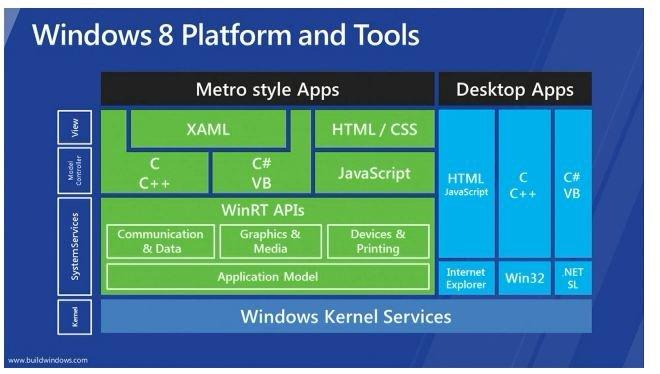 Windows 8 Platform and Tools
Metro style Apps
Desktop Apps
View
XAML
HTML / CSS
Model
Controller
C
C++
C#
VB
JavaScript
HTML
JavaScript
C
C++
C#
VB
SystemServices
WinRT APIs
Communication
& Data
Graphics &
Media
Devices &
Printing
Application Model
Internet
Explorer
Win32
.NET
SL
Kernel
Windows Kernel Services
www.buildwindows.com